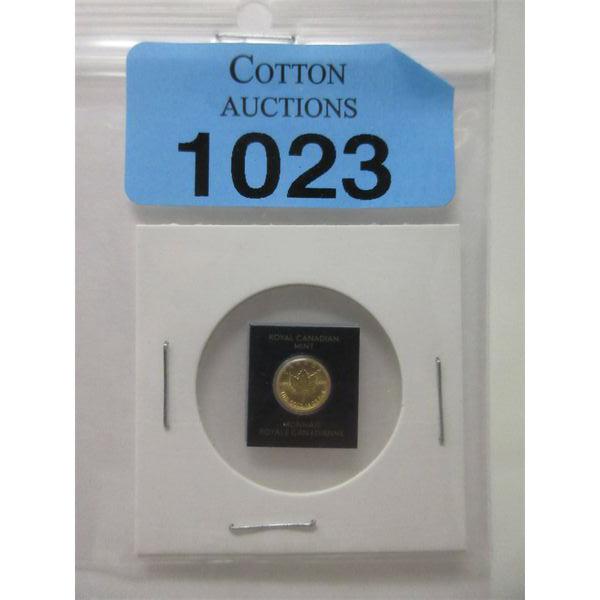 COTTON
AUCTIONS
1023
ROYAL CANADIAN
MINT
MONNAIE
ROYALE CANADIENNE